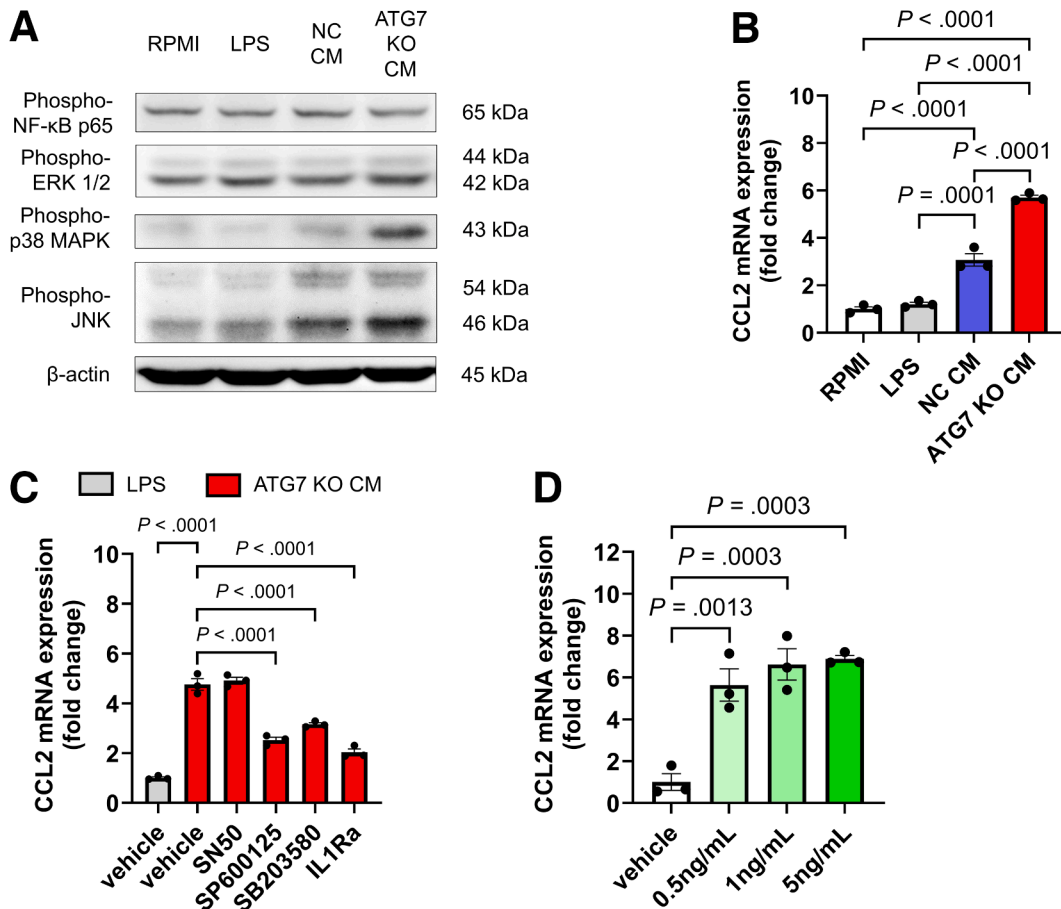 A
RPMI
LPS
NC
CM
ATG7
KO
CM
Phospho-
NF-κB p65
65 kDa
Phospho-
ERK 1/2
44 kDa
42 kDa
Phospho-
p38 MAPK
43 kDa
Phospho-
JNK
54 kDa
46 kDa
β-actin
45 kDa
B
P < .0001
P < .0001
P < .0001
P < .0001
P = .0001
CCL2 mRNA expression
(fold change)
10
8
6
4
2
0
RPMI
LPS
NC CM
ATG7 KO CM
C
LPS
ATG7 KO CM
P < .0001
P < .0001
P < .0001
P < .0001
CCL2 mRNA expression
(fold change)
10
8
6
4
2
0
vehicle
vehicle
SN50
SP600125
SB203580
IL1Ra
D
P = .0003
P = .0003
P = .0013
CCL2 mRNA expression
(fold change)
12
10
8
6
4
2
0
vehicle
0.5ng/mL
1ng/mL
5ng/mL